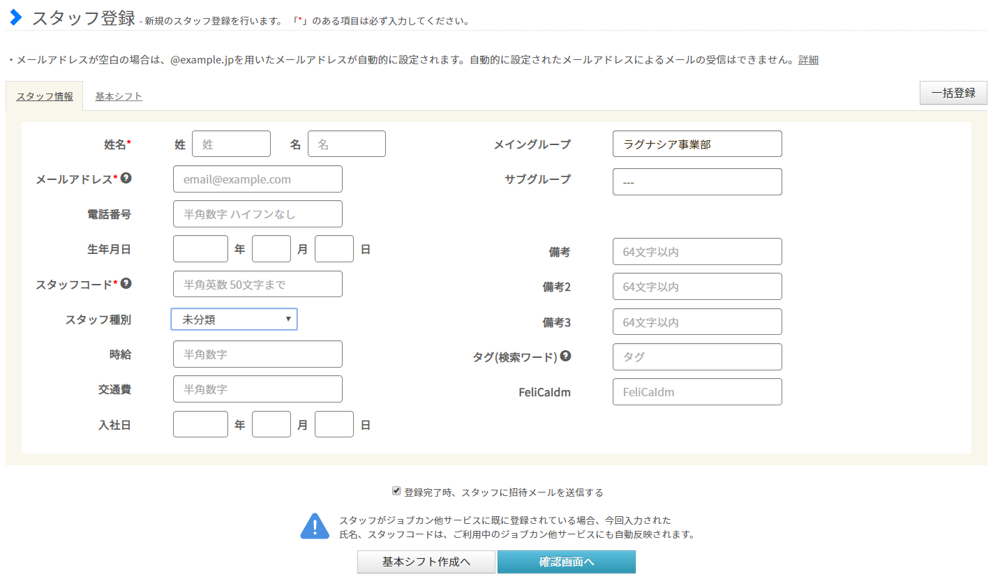 スタッフ登録 - 新規のスタッフ登録を行います。 「*」のある項目は必ず入力してください。
・メールアドレスが空白の場合は、@example.jpを用いたメールアドレスが自動的に設定されます。自動的に設定されたメールアドレスによるメールの受信はできません。詳細
スタッフ情報 基本シフト 一括登録
姓名* 姓 姓 名 名 メイングループ ラグナシア事業部
メールアドレス* ? email@example.com サブグループ ---
電話番号 半角数字 ハイフンなし
生年月日 年 月 日 備考 64文字以内
スタッフコード* ? 半角英数 50文字まで 備考2 64文字以内
スタッフ種別 未分類 備考3 64文字以内
時給 半角数字 タグ(検索ワード) ? タグ
交通費 半角数字 FeliCaIdm FeliCaIdm
入社日 年 月 日
登録完了時、スタッフに招待メールを送信する
スタッフがジョブカン他サービスに既に登録されている場合、今回入力された
氏名、スタッフコードは、ご利用中のジョブカン他サービスにも自動反映されます。
基本シフト作成へ 確認画面へ